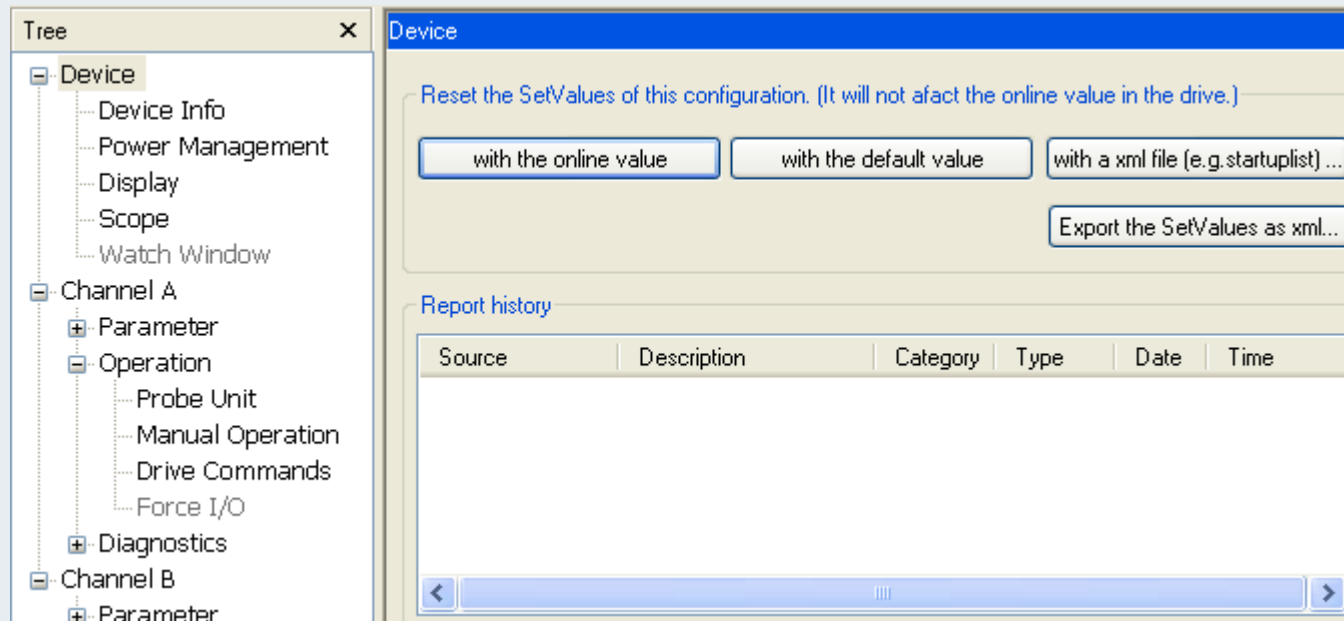 Tree
Device
Device Info
Power Management
Display
Scope
Watch Window
Channel A
Parameter
Operation
Probe Unit
Manual Operation
Drive Commands
Force I/O
Diagnostics
Channel B
Parameter
Device
Reset the SetValues of this configuration. (It will not afact the online value in the drive.)
with the online value with the default value with a xml file (e.g.startuplist) ...
Export the SetValues as xml...
Report history
Source Description Category Type Date Time